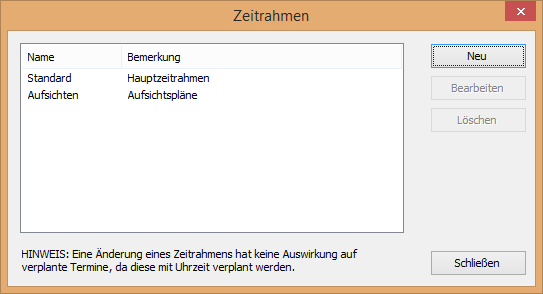 Zeitrahmen
Name Bemerkung
Standard Hauptzeitrahmen
Aufsichten Aufsichtspläne
Neu
Bearbeiten
Löschen
HINWEIS: Eine Änderung eines Zeitrahmens hat keine Auswirkung auf
verplante Termine, da diese mit Uhrzeit verplant werden.
Schließen